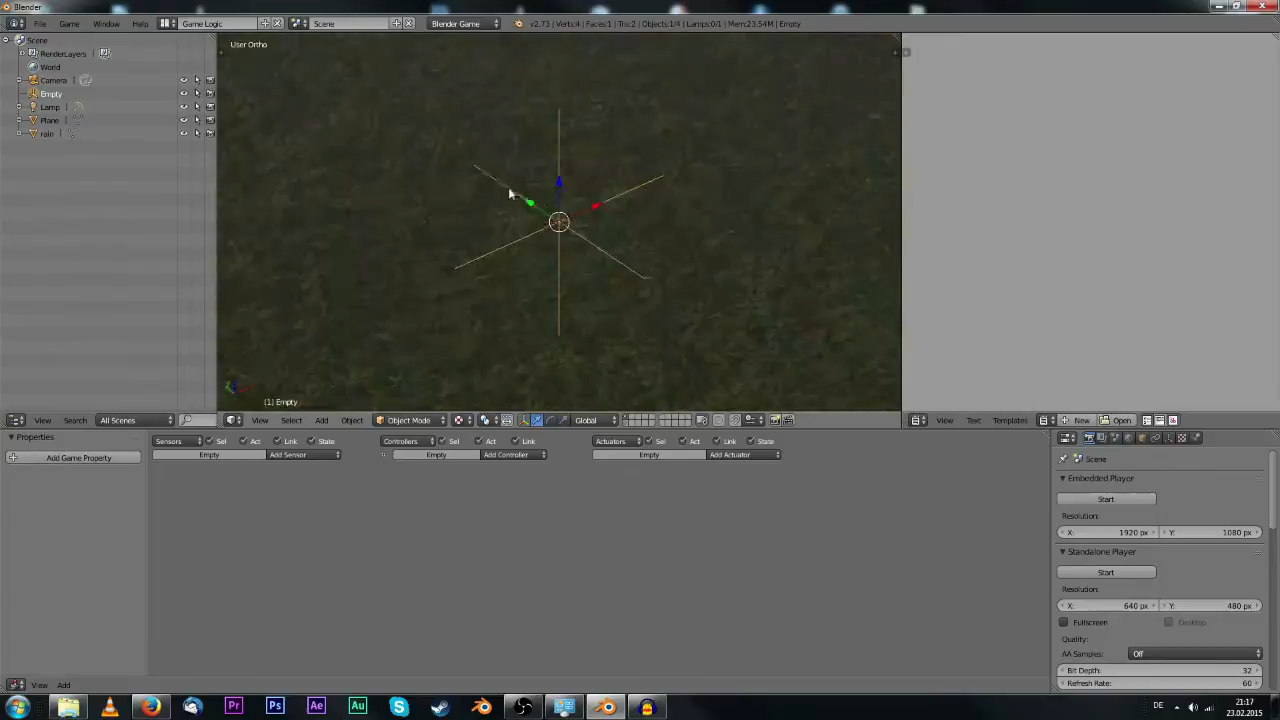 Blender
File Game Window Help Game Logic Scene Blender Game v2.73 | Verts:4 | Faces:1 | Tris:2 | Objects:1/4 | Lamps:0/1 | Mem:23.54M | Empty
Scene
RenderLayers
World
Camera
Empty
Lamp
Plane
rain
User Ortho
(1) Empty
View Search All Scenes
View Select Add Object Object Mode Global
View Text Templates New Open
Properties
Add Game Property
Sensors Sel Act Link State
Empty Add Sensor
Controllers Sel Act Link
Empty Add Controller
Actuators Sel Act Link State
Empty Add Actuator
Scene
Embedded Player
Start
Resolution:
X: 1920 px Y: 1080 px
Standalone Player
Start
Resolution:
X: 640 px Y: 480 px
Fullscreen Desktop
Quality:
AA Samples: Off
Bit Depth: 32
Refresh Rate: 60
View Add
Pr Ps Ae Au
DE 21:17
23.02.2015